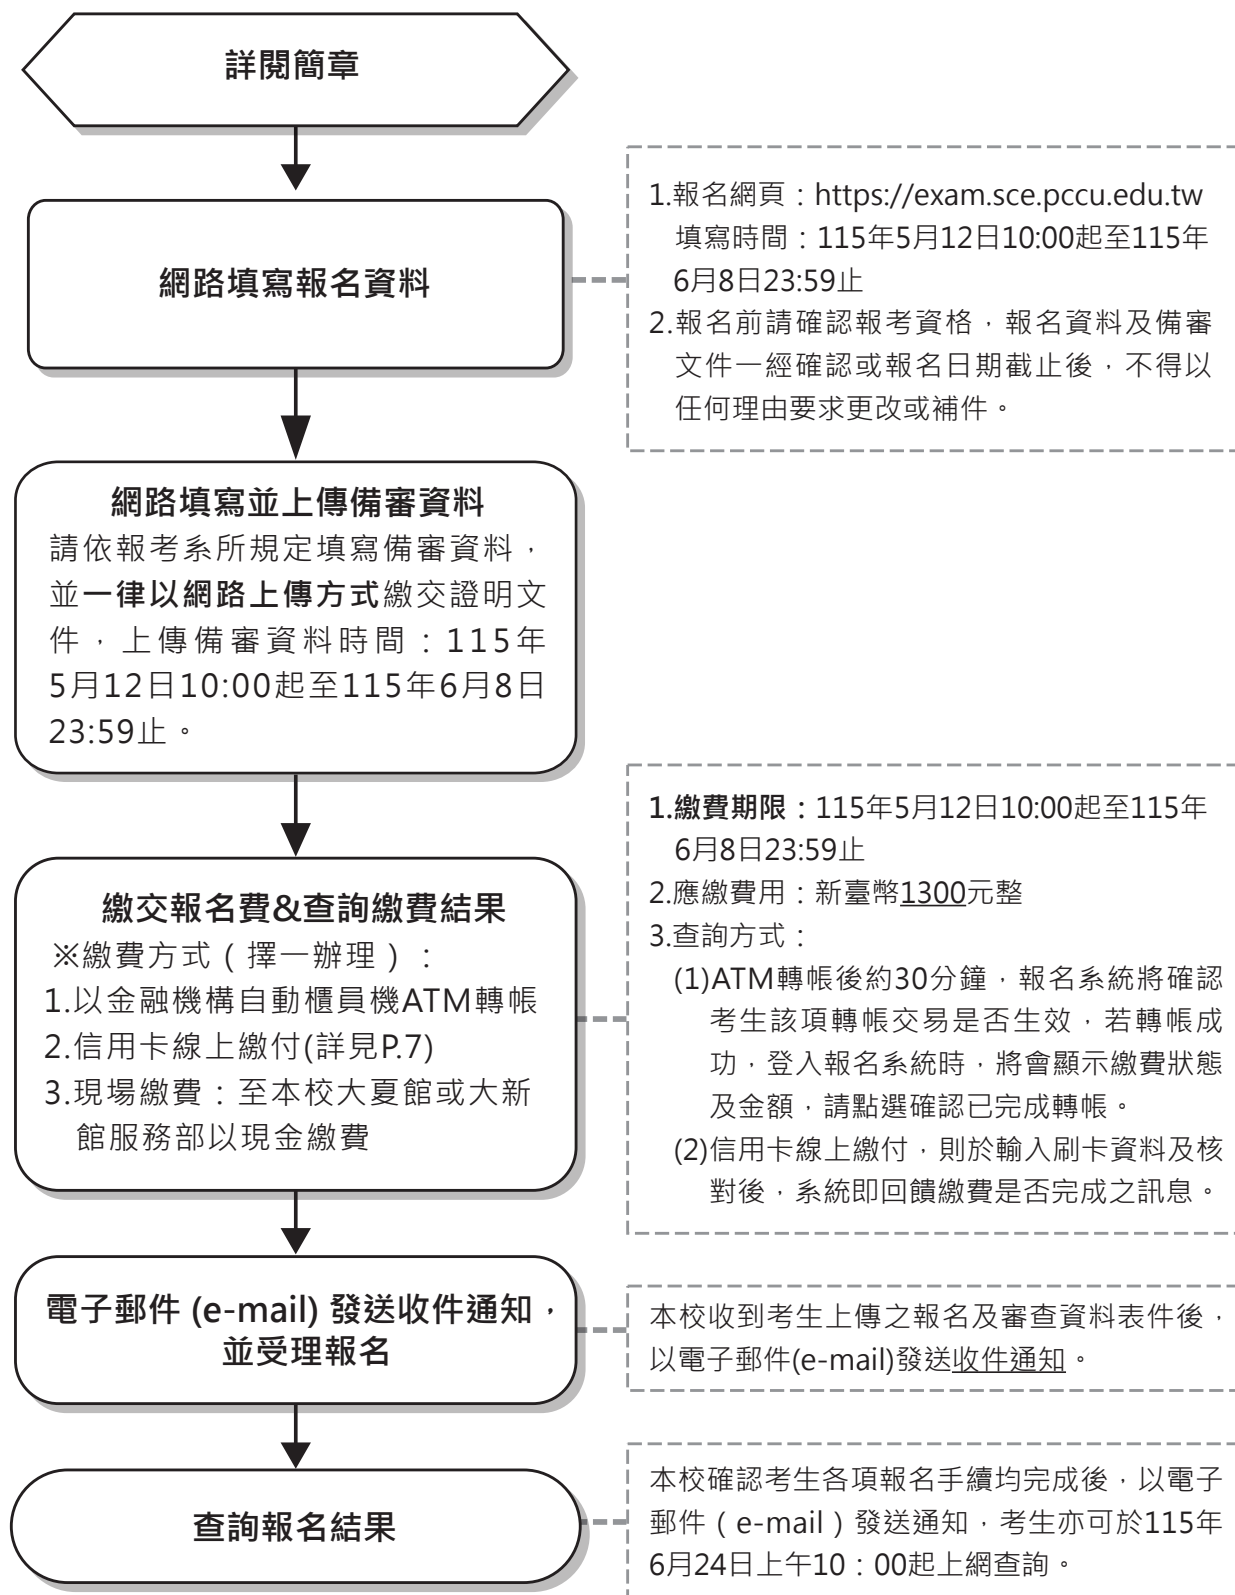 詳閱簡章
網路填寫報名資料
1.報名網頁：https://exam.sce.pccu.edu.tw
填寫時間：115年5月12日10:00起至115年
6月8日23:59止
2.報名前請確認報考資格，報名資料及備審
文件一經確認或報名日期截止後，不得以
任何理由要求更改或補件。
網路填寫並上傳備審資料
請依報考系所規定填寫備審資料，
並一律以網路上傳方式繳交證明文
件，上傳備審資料時間：115年
5月12日10:00起至115年6月8日
23:59止。
繳交報名費&查詢繳費結果
※繳費方式（擇一辦理）：
1.以金融機構自動櫃員機ATM轉帳
2.信用卡線上繳付(詳見P.7)
3.現場繳費：至本校大夏館或大新
館服務部以現金繳費
1.繳費期限：115年5月12日10:00起至115年
6月8日23:59止
2.應繳費用：新臺幣1300元整
3.查詢方式：
(1)ATM轉帳後約30分鐘，報名系統將確認
考生該項轉帳交易是否生效，若轉帳成
功，登入報名系統時，將會顯示繳費狀態
及金額，請點選確認已完成轉帳。
(2)信用卡線上繳付，則於輸入刷卡資料及核
對後，系統即回饋繳費是否完成之訊息。
電子郵件 (e-mail) 發送收件通知，
並受理報名
本校收到考生上傳之報名及審查資料表件後，
以電子郵件(e-mail)發送收件通知。
查詢報名結果
本校確認考生各項報名手續均完成後，以電子
郵件（e-mail）發送通知，考生亦可於115年
6月24日上午10：00起上網查詢。